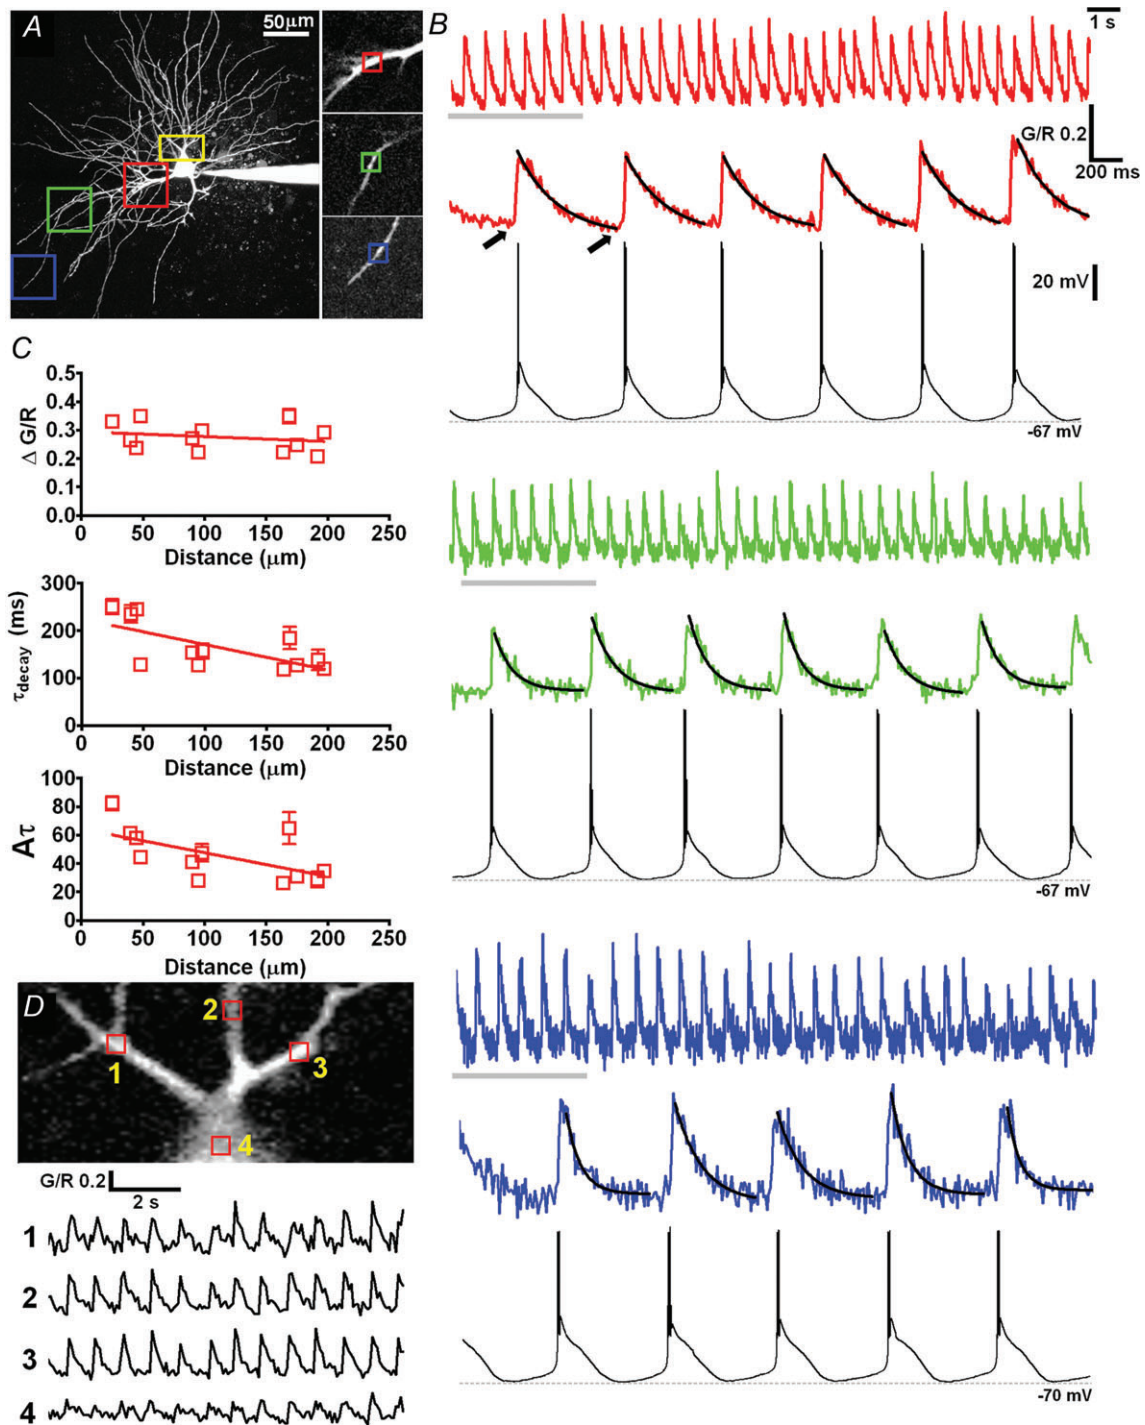 A
50μm
B
1 s
G/R 0.2
200 ms
20 mV
-67 mV
C
0.5
0.4
0.3
0.2
0.1
0.0
Δ G/R
0 50 100 150 200 250
Distance (μm)
300
200
100
0
τdecay (ms)
0 50 100 150 200 250
Distance (μm)
100
80
60
40
20
0
Aτ
0 50 100 150 200 250
Distance (μm)
-67 mV
D
1
2
3
4
G/R 0.2
2 s
1
2
3
4
-70 mV